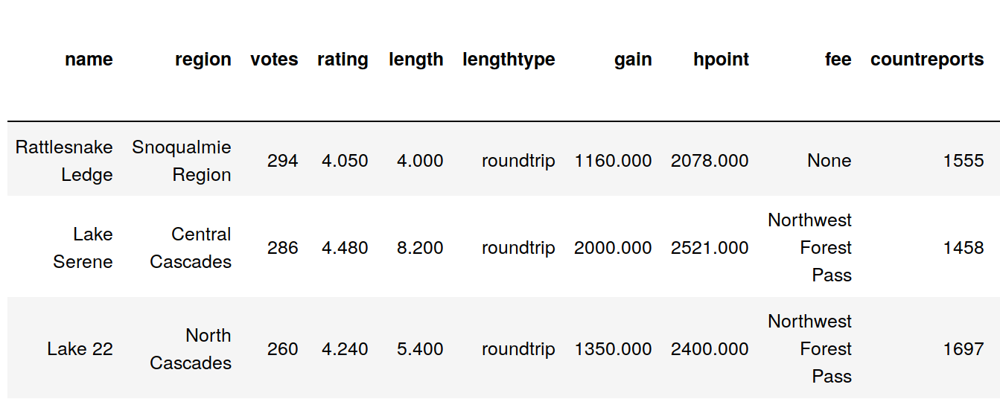 name region votes rating length lengthtype gain hpoint fee countreports
Rattlesnake Ledge Snoqualmie Region 294 4.050 4.000 roundtrip 1160.000 2078.000 None 1555
Lake Serene Central Cascades 286 4.480 8.200 roundtrip 2000.000 2521.000 Northwest Forest Pass 1458
Lake 22 North Cascades 260 4.240 5.400 roundtrip 1350.000 2400.000 Northwest Forest Pass 1697